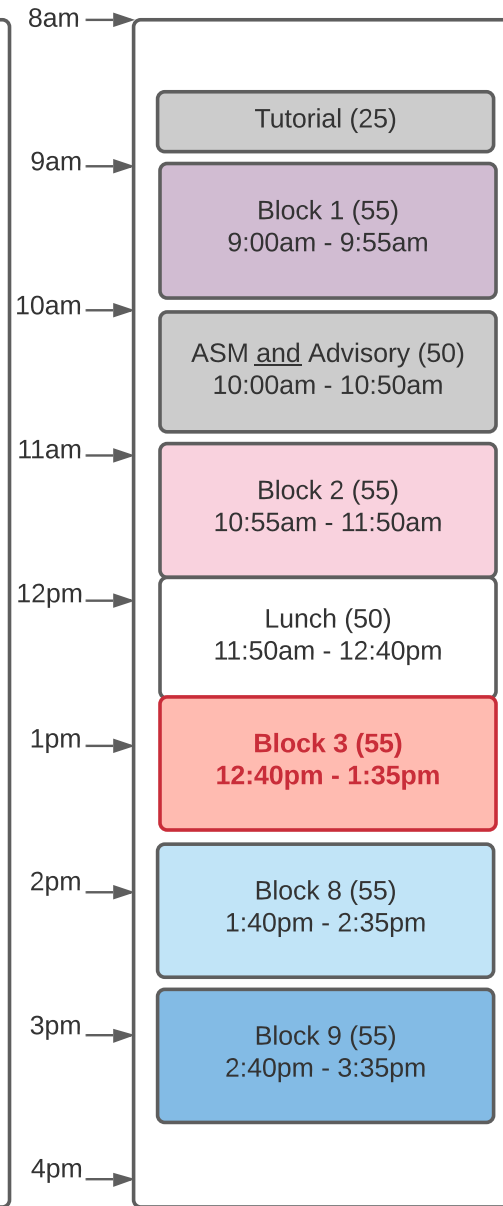 8am
Tutorial (25)
9am
Block 1 (55)
9:00am - 9:55am
10am
ASM and Advisory (50)
10:00am - 10:50am
11am
Block 2 (55)
10:55am - 11:50am
12pm
Lunch (50)
11:50am - 12:40pm
1pm
Block 3 (55)
12:40pm - 1:35pm
2pm
Block 8 (55)
1:40pm - 2:35pm
3pm
Block 9 (55)
2:40pm - 3:35pm
4pm